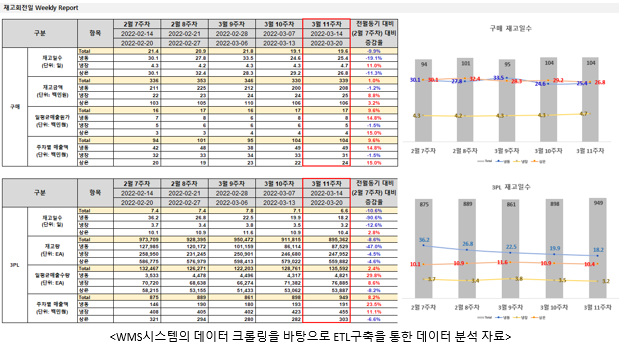 재고회전일 Weekly Report
구분 항목 2월 7주차 2월 8주차 3월 9주차 3월 10주차 3월 11주차 전월동기 대비
2022-02-14 2022-02-21 2022-02-28 2022-03-07 2022-03-14 (2월 7주차) 대비
2022-02-20 2022-02-27 2022-03-06 2022-03-13 2022-03-20 증감율
구매
재고일수
(단위: 일)
Total 21.4 20.9 21.8 19.1 19.6
냉동 30.1 27.8 33.5 24.6 25.4 -19.1%
냉장 4.3 4.2 4.3 4.3 4.7 11.0%
상온 30.1 32.4 28.3 29.2 26.8 -11.3%
재고금액
(단위: 백만원)
Total 336 353 346 330 339 1.0%
냉동 211 225 212 200 208 -1.2%
냉장 22 23 24 24 25 8.8%
상온 103 105 110 106 106 3.2%
일평균매출원가
(단위: 백만원)
Total 16 17 16 17 17 9.6%
냉동 7 8 6 8 8 14.8%
냉장 5 6 6 6 5 -1.5%
상온 3 3 4 4 4 15.0%
주차별 매출액
(단위: 백만원)
Total 94 101 95 104 104 9.6%
냉동 42 48 38 49 49 14.8%
냉장 32 33 34 33 31 -1.5%
상온 20 19 23 22 24 15.0%
구매 재고일수
94 101 95 104 104
30.1 27.8 33.5 24.6 25.4
30.1 32.4 28.3 29.2 26.8
4.3 4.2 4.3 4.3 4.7
2월 7주차 2월 8주차 3월 9주차 3월 10주차 3월 11주차
Total 냉동 냉장 상온
구분 항목 2월 7주차 2월 8주차 3월 9주차 3월 10주차 3월 11주차 전월동기 대비
2022-02-14 2022-02-21 2022-02-28 2022-03-07 2022-03-14 (2월 7주차) 대비
2022-02-20 2022-02-27 2022-03-06 2022-03-13 2022-03-20 증감율
3PL
재고일수
(단위: 일)
Total 7.4 7.4 7.8 7.1 6.6 -10.6%
냉동 36.2 26.8 22.5 19.9 18.2
냉장 3.7 3.4 3.8 3.5 3.2 -12.6%
상온 10.1 10.9 11.6 10.9 10.4 2.8%
재고량
(단위: EA)
Total 973,709 928,395 950,472 911,815 895,362 -8.6%
냉동 127,985 120,172 101,159 86,114 87,529 -47.0%
냉장 258,950 231,245 250,901 246,680 247,952 -4.5%
상온 586,775 576,979 598,413 579,022 559,882 -4.6%
일평균매출수량
(단위: EA)
Total 132,467 126,271 122,203 128,761 135,592 2.4%
냉동 3,533 4,478 4,496 4,317 4,821
냉장 70,720 68,638 66,274 71,382 76,885 8.6%
상온 58,215 53,155 51,433 53,062 53,887 -8.2%
주차별 매출액
(단위: 백만원)
Total 875 889 861 898 949 8.2%
냉동 146 190 180 193 191 23.5%
냉장 408 405 402 423 455 11.1%
상온 321 294 280 282 303 -6.6%
3PL 재고일수
875 889 861 898 949
36.2 26.8 22.5 19.9 18.2
10.1 10.9 11.6 10.9 10.4
3.7 3.4 3.8 3.5 3.2
2월 7주차 2월 8주차 3월 9주차 3월 10주차 3월 11주차
Total 냉동 냉장 상온
<WMS시스템의 데이터 크롤링을 바탕으로 ETL구축을 통한 데이터 분석 자료>